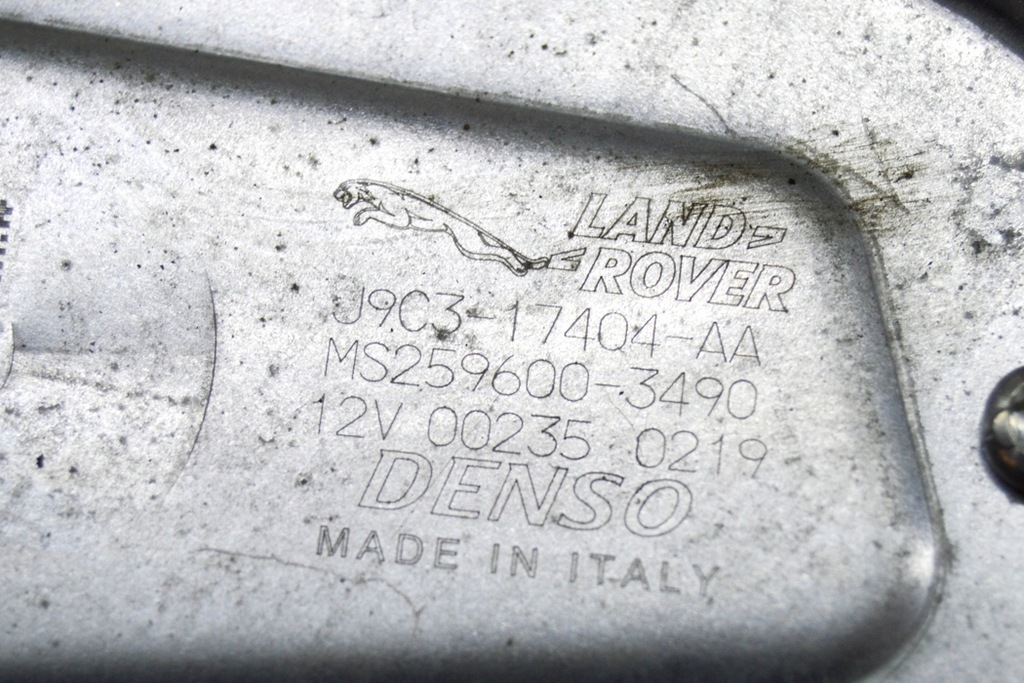 LAND
ROVER
J9C3-17404-AA
MS259600-3490
12V 00235 0219
DENSO
MADE IN ITALY